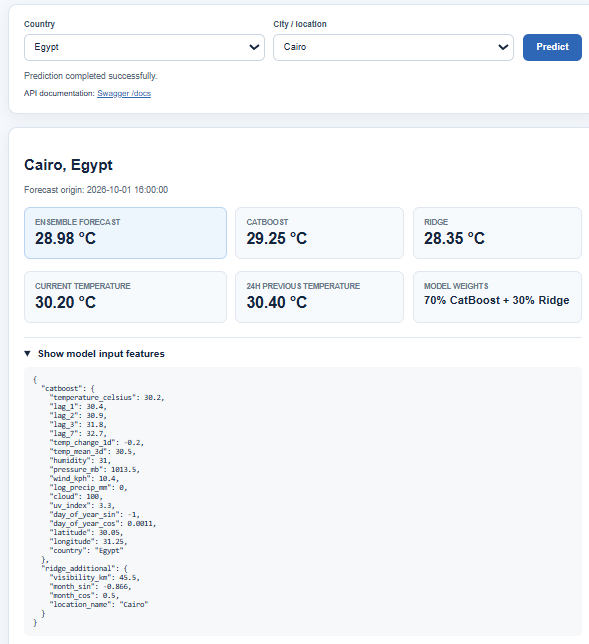 Country
City / location
Egypt
Cairo
Predict
Prediction completed successfully.
API documentation: Swagger /docs
Cairo, Egypt
Forecast origin: 2026-10-01 16:00:00
ENSEMBLE FORECAST
28.98 °C
CATBOOST
29.25 °C
RIDGE
28.35 °C
CURRENT TEMPERATURE
30.20 °C
24H PREVIOUS TEMPERATURE
30.40 °C
MODEL WEIGHTS
70% CatBoost + 30% Ridge
▼ Show model input features
{
  "catboost": {
    "temperature_celsius": 30.2,
    "lag_1": 30.4,
    "lag_2": 30.9,
    "lag_3": 31.8,
    "lag_7": 32.7,
    "temp_change_1d": -0.2,
    "temp_mean_3d": 30.5,
    "humidity": 31,
    "pressure_mb": 1013.5,
    "wind_kph": 10.4,
    "log_precip_mm": 0,
    "cloud": 100,
    "uv_index": 3.3,
    "day_of_year_sin": -1,
    "day_of_year_cos": 0.0011,
    "latitude": 30.05,
    "longitude": 31.25,
    "country": "Egypt"
  },
  "ridge_additional": {
    "visibility_km": 45.5,
    "month_sin": -0.866,
    "month_cos": 0.5,
    "location_name": "Cairo"
  }
}